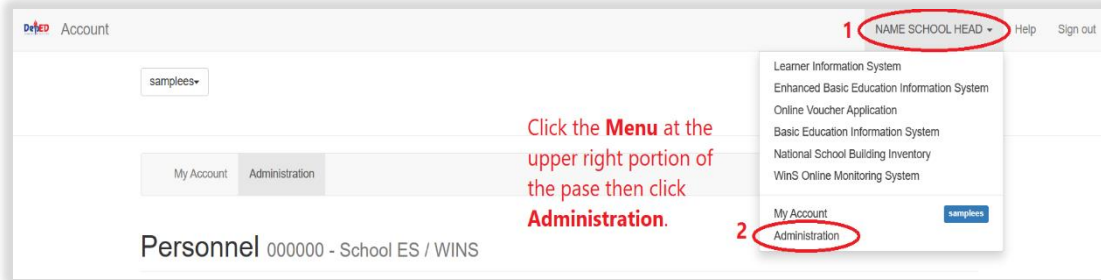 DepED Account
1 NAME SCHOOL HEAD Help Sign out
samplees
Learner Information System
Enhanced Basic Education Information System
Online Voucher Application
Basic Education Information System
National School Building Inventory
WinS Online Monitoring System
My Account samplees
2 Administration
Click the Menu at the
upper right portion of
the pase then click
Administration.
My Account Administration
Personnel 000000 - School ES / WINS